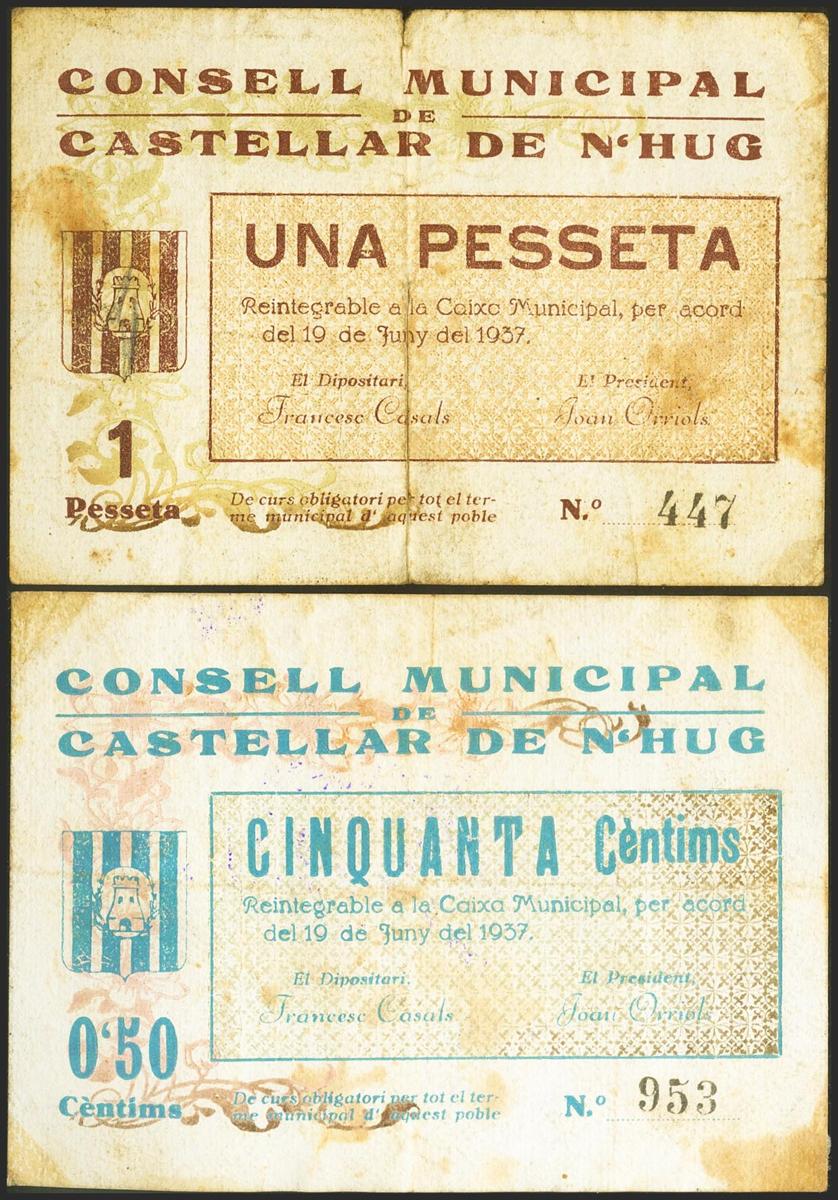 CONSELL MUNICIPAL
DE
CASTELLAR DE N'HUG
UNA PESSETA
Reintegrable a la Caixa Municipal, per acord
del 19 de Juny del 1937.
El Dipositari,
El President,
Francesc Casals
Joan Orriols
1
Pesseta
De curs obligatori per tot el ter-
me municipal d' aquest poble
N.º 447
CONSELL MUNICIPAL
DE
CASTELLAR DE N'HUG
CINQUANTA Cèntims
Reintegrable a la Caixa Municipal, per acord
del 19 de Juny del 1937.
El Dipositari,
El President,
Francesc Casals
Joan Orriols
0'50
Cèntims
De curs obligatori per tot el ter-
me municipal d' aquest poble
N.º 953